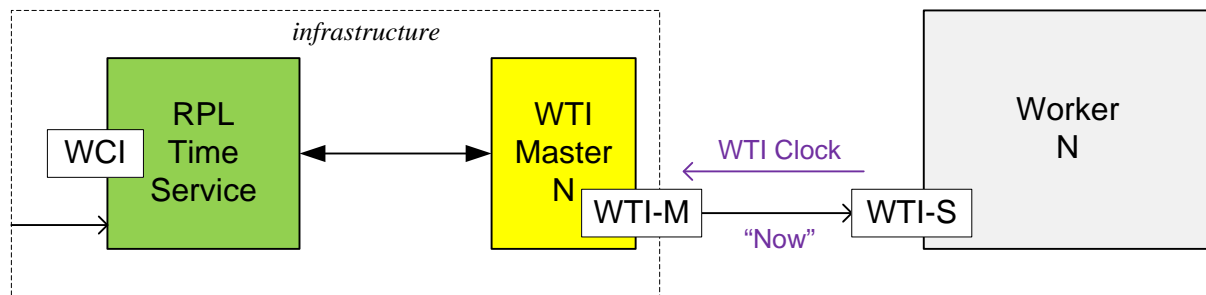 infrastructure
WCI
RPL
Time
Service
WTI
Master
N
WTI-M
WTI Clock
“Now”
WTI-S
Worker
N